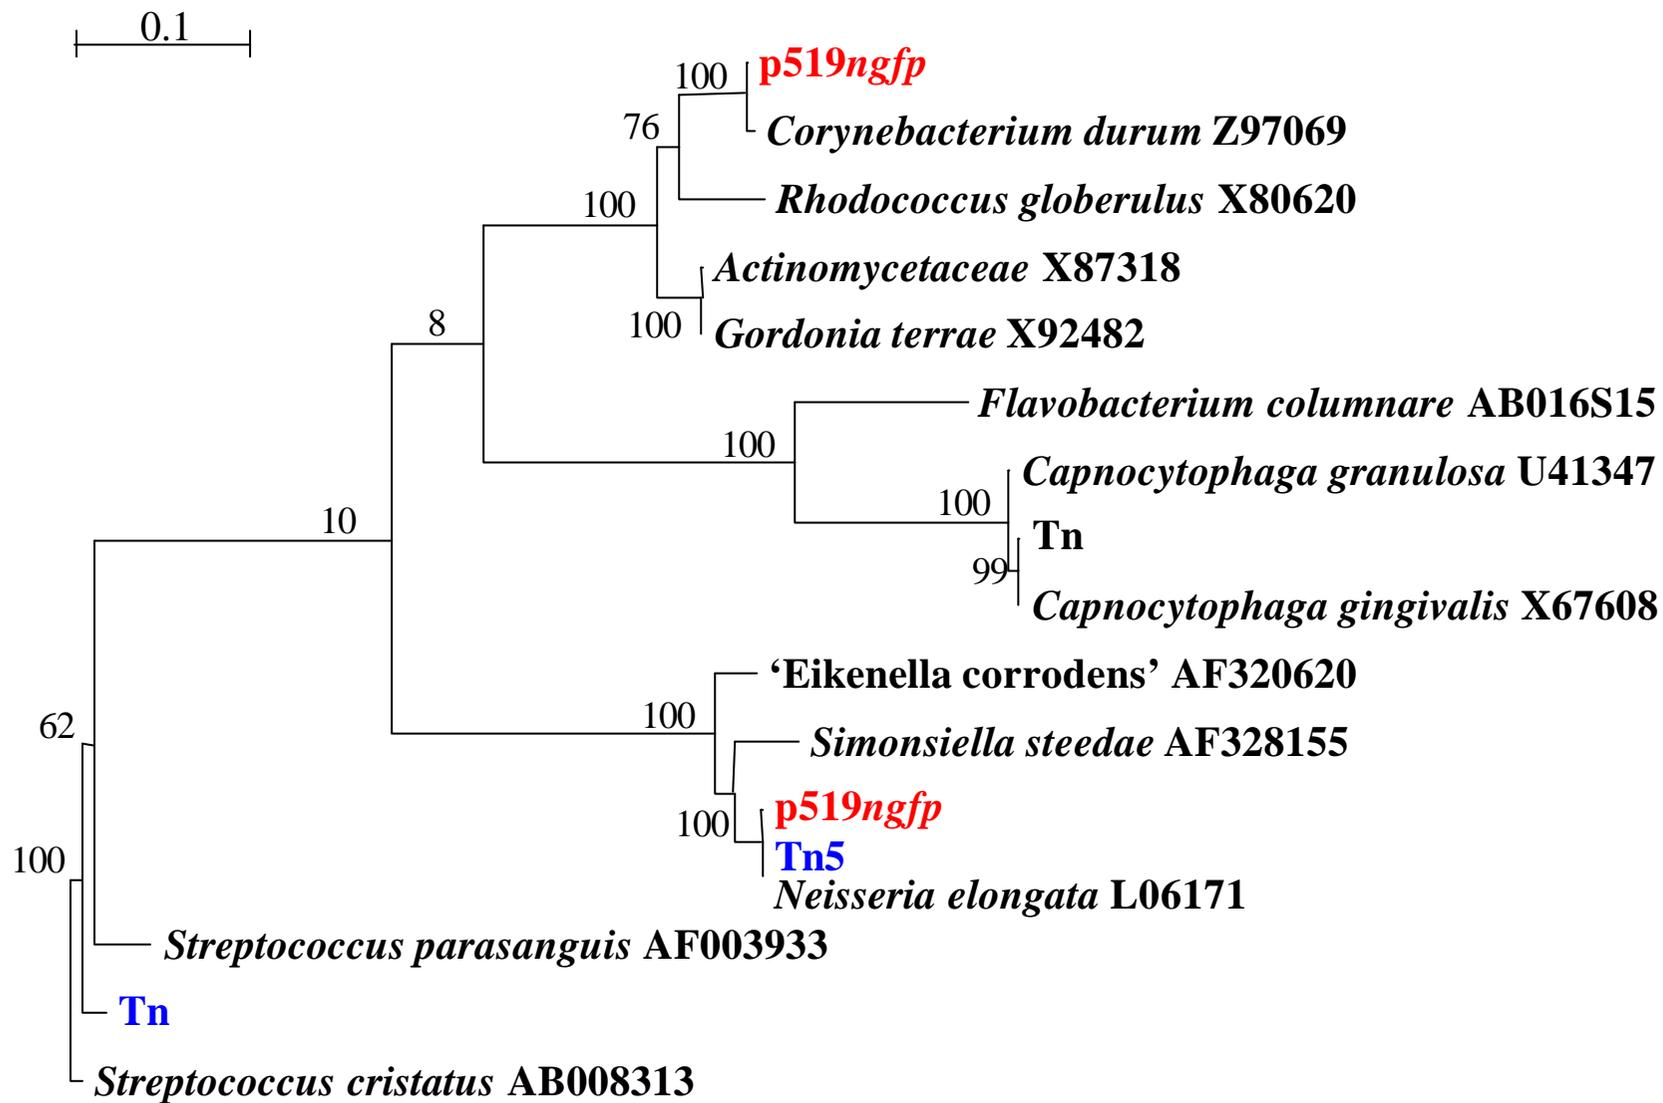 0.1
100
p519ngfp
76
Corynebacterium durum Z97069
Rhodococcus globerulus X80620
100
Actinomycetaceae X87318
8
100
Gordonia terrae X92482
Flavobacterium columnare AB016S15
100
Capnocytophaga granulosa U41347
100
10
Tn
99
Capnocytophaga gingivalis X67608
‘Eikenella corrodens’ AF320620
100
62
Simonsiella steedae AF328155
p519ngfp
100
Tn5
100
Neisseria elongata L06171
Streptococcus parasanguis AF003933
Tn
Streptococcus cristatus AB008313